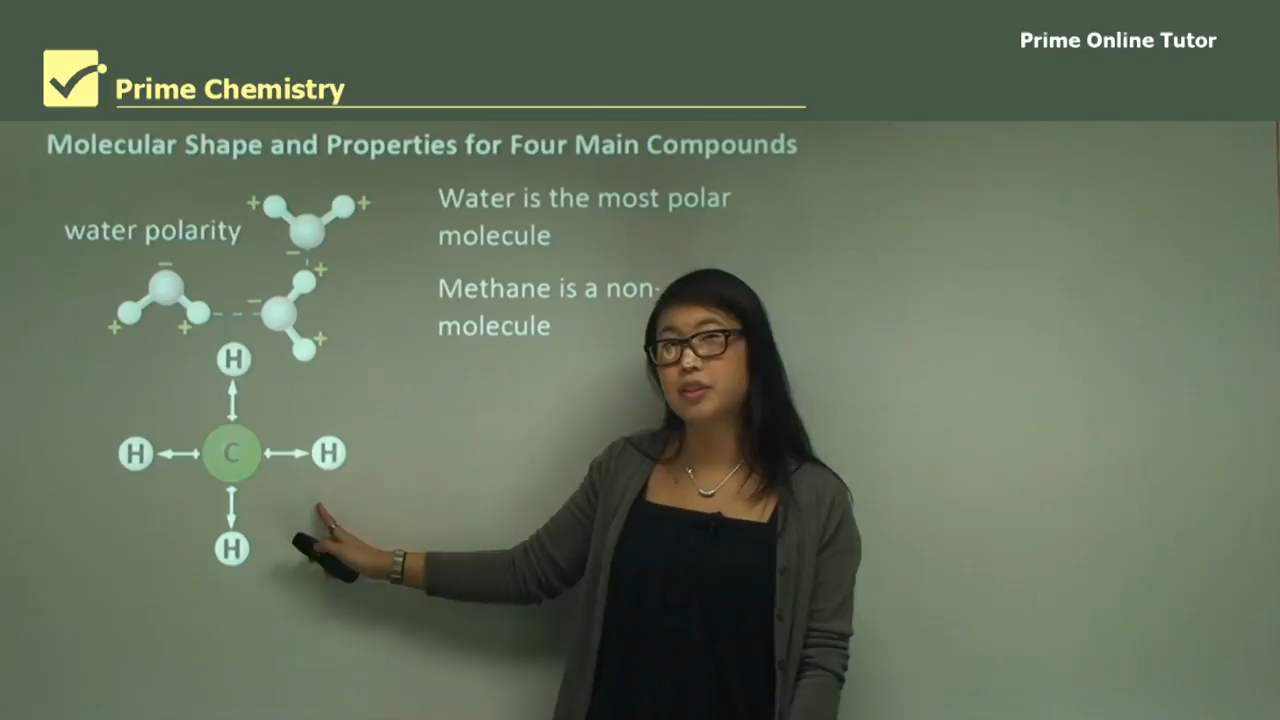 Prime Online Tutor
Prime Chemistry
Molecular Shape and Properties for Four Main Compounds
water polarity
Water is the most polar
molecule
Methane is a non-
molecule
+ +
−
− +
− +
+ +
H
H C H
H